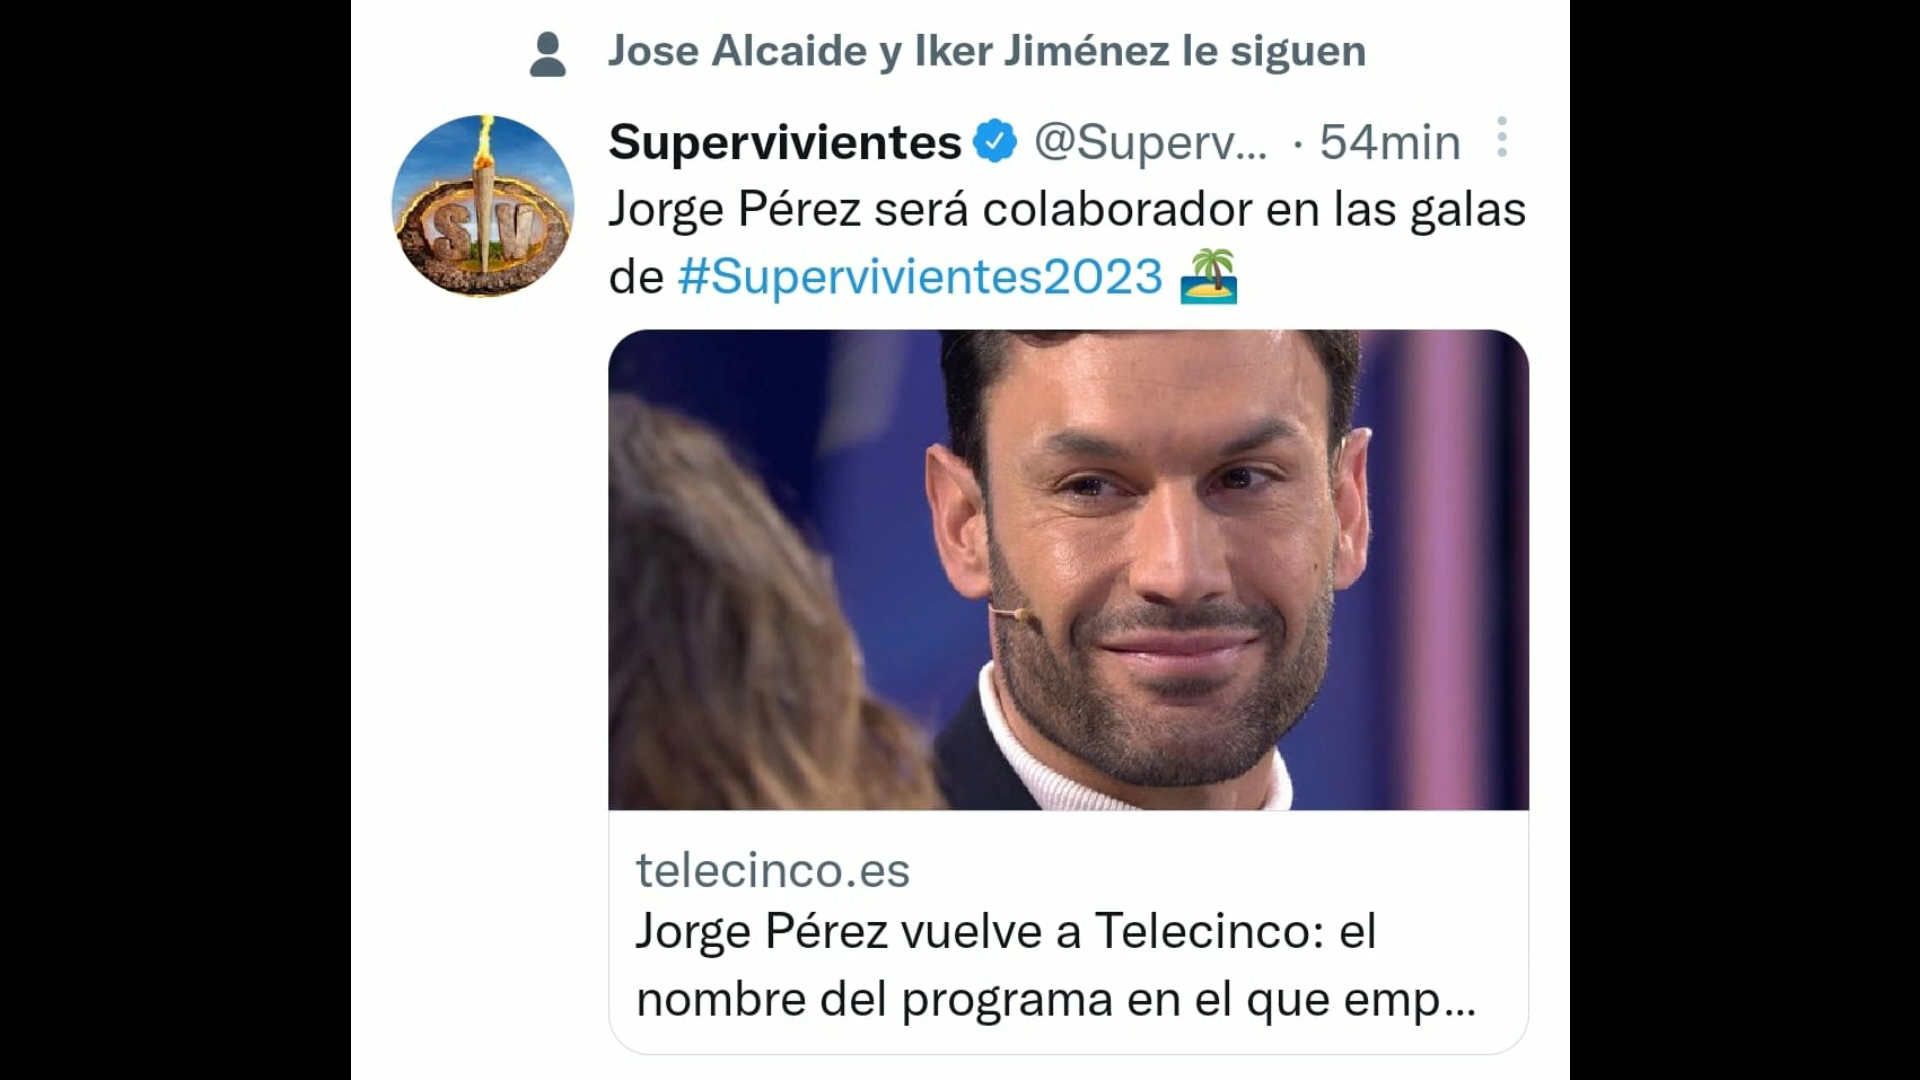 Jose Alcaide y Iker Jiménez le siguen
Supervivientes @Superv... · 54min
Jorge Pérez será colaborador en las galas
de #Supervivientes2023
SV
telecinco.es
Jorge Pérez vuelve a Telecinco: el
nombre del programa en el que emp...